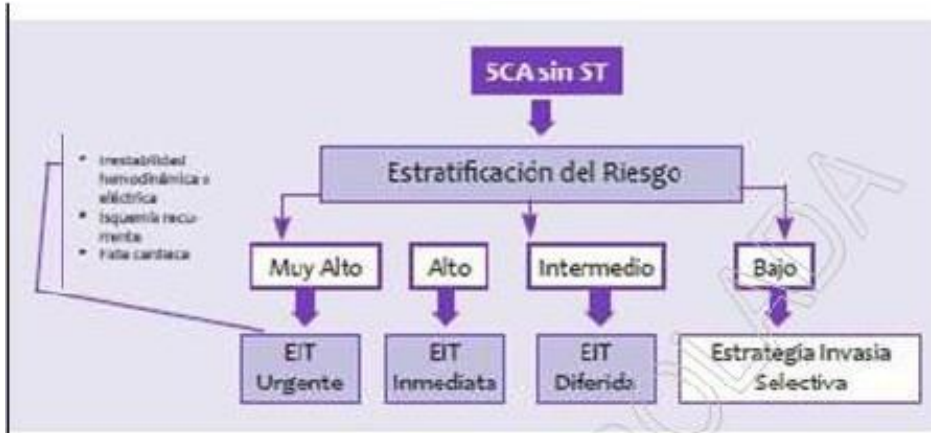 SCA sin ST
Estratificación del Riesgo
• Inestabilidad
hemodinámica o
eléctrica
• Isquemia recu-
rrente
• Falla cardiaca
Muy Alto
Alto
Intermedio
Bajo
EIT
Urgente
EIT
Inmediata
EIT
Diferida
Estrategia Invasia
Selectiva